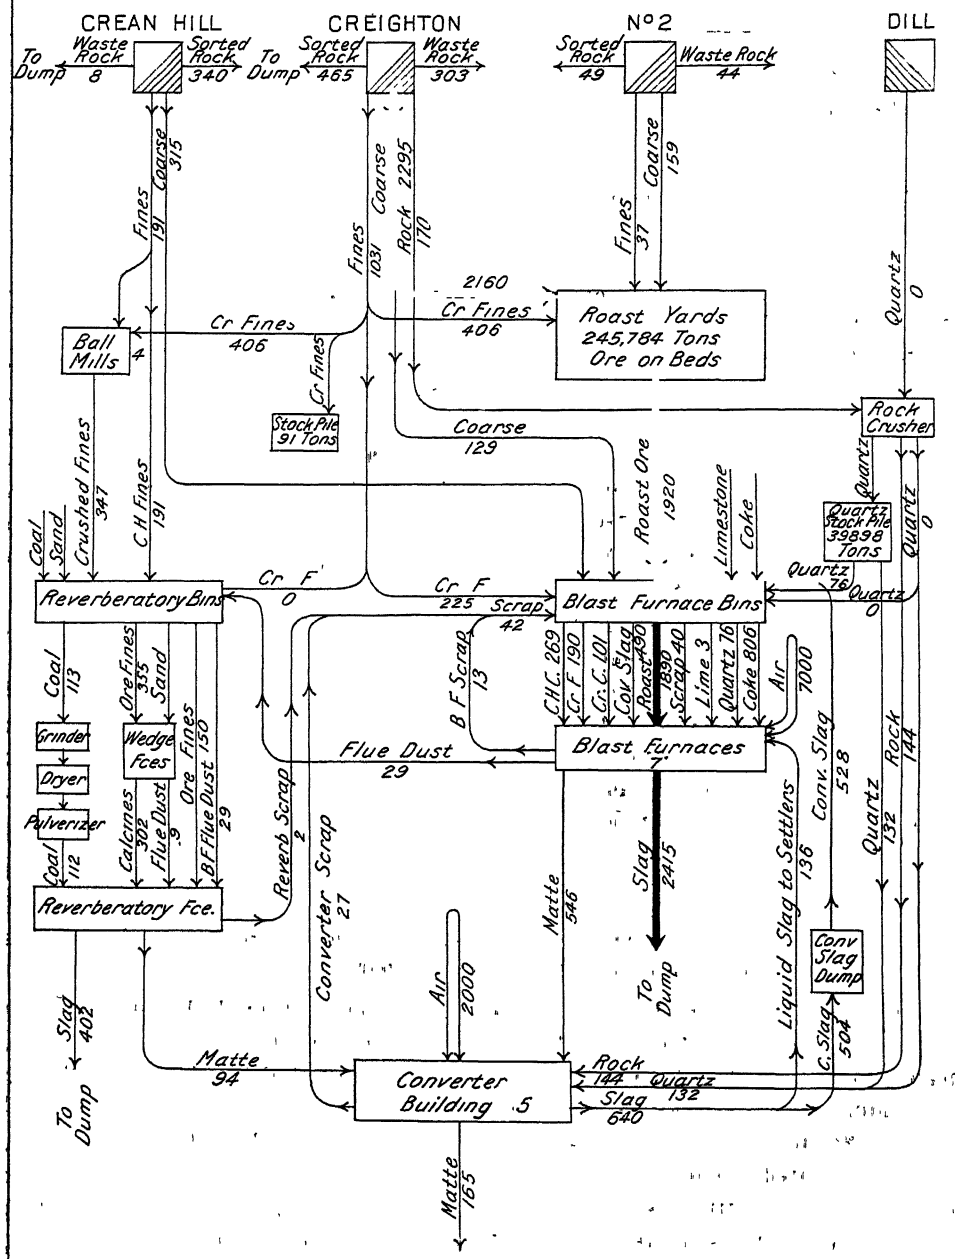 CREAN HILL
CREIGHTON
Nº2
DILL
To
Dump
Waste
Rock
8
Sorted
Rock
340
To
Dump
Sorted
Rock
465
Waste
Rock
303
Sorted
Rock
49
Waste Rock
44
Fines
191
Coarse
315
Fines
1031
Coarse
Rock 2295
170
Fines
37
Coarse
159
Quartz
0
2160
Cr Fines
406
Cr Fines
406
Cr Fines
Roast Yards
245,784 Tons
Ore on Beds
Ball
Mills
4
Stock Pile
91 Tons
Rock
Crusher
Coarse
129
Crushed Fines
347
C H Fines
191
Coal
Sand
Roast Ore
1920
Limestone
Coke
Quartz
Quartz
Stock Pile
39898
Tons
Quartz
0
Quartz
76
Quartz
0
Cr F
0
Cr F
225
Scrap
42
Reverberatory Bins
Blast Furnace Bins
Coal
113
Ore Fines
355
Sand
Ore Fines
150
B F Flue Dust
29
B F Scrap
13
C.H.C. 269
Cr F 190
Cr. C. 101
Cov Slag
490
Roast
1890
Scrap 40
Lime 3
Quartz 76
Coke 806
Air
7000
Grinder
Wedge
Fces
Dryer
Pulverizer
Flue Dust
29
Blast Furnaces
7
Coal
112
Calcines
302
Flue Dust
9
Reverb Scrap
2
Converter Scrap
27
Matte
546
Slag
2415
To
Dump
Liquid Slag to Settlers
136
Conv. Slag
528
Quartz
132
Rock
144
Reverberatory Fce.
Slag
402
To
Dump
Matte
94
Air
2000
Conv
Slag
Dump
C. Slag
504
Converter
Building 5
Rock
144
Quartz
132
Slag
640
Matte
165